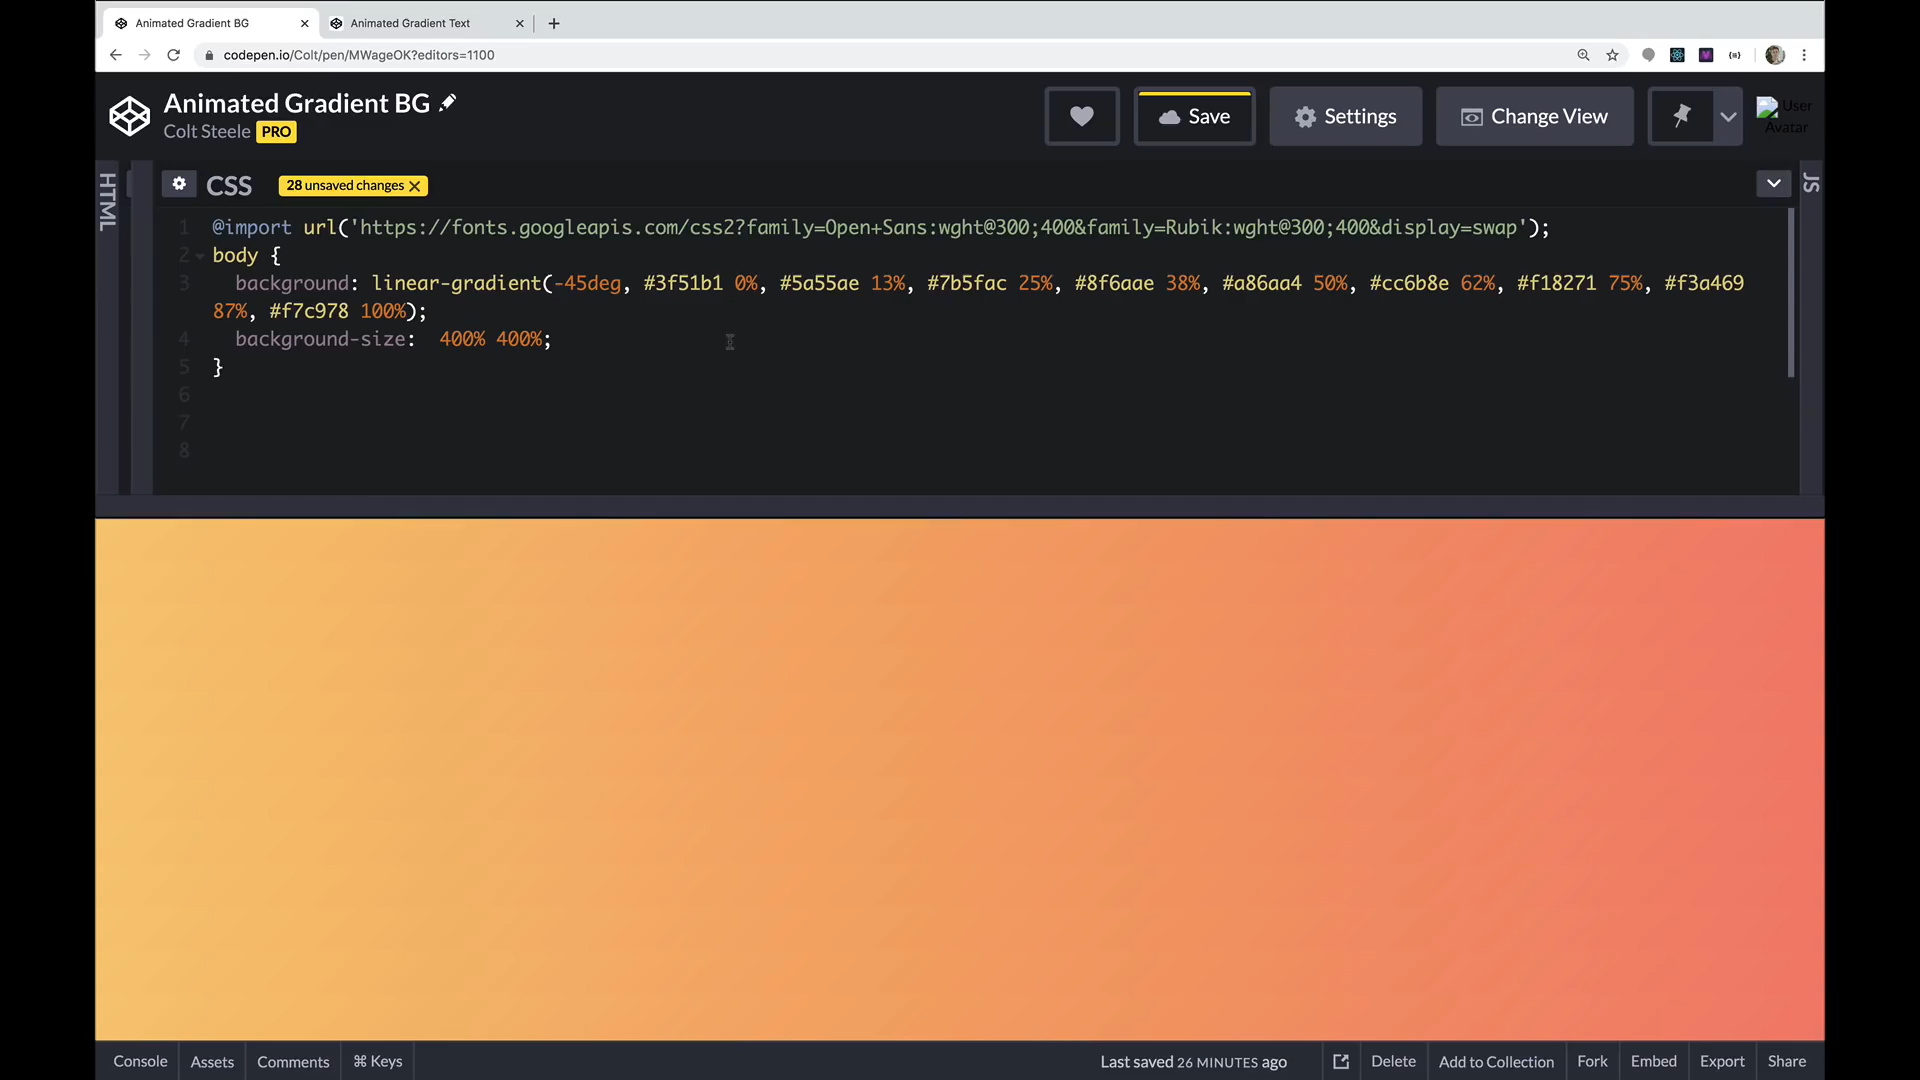 Animated Gradient BG
Animated Gradient Text
codepen.io/Colt/pen/MWageOK?editors=1100
Animated Gradient BG
Colt Steele PRO
Save
Settings
Change View
User Avatar
HTML
CSS
28 unsaved changes
JS
1 @import url('https://fonts.googleapis.com/css2?family=Open+Sans:wght@300;400&family=Rubik:wght@300;400&display=swap');
2 body {
3 background: linear-gradient(-45deg, #3f51b1 0%, #5a55ae 13%, #7b5fac 25%, #8f6aae 38%, #a86aa4 50%, #cc6b8e 62%, #f18271 75%, #f3a469
87%, #f7c978 100%);
4 background-size:  400% 400%;
5 }
6
7
8
Console
Assets
Comments
⌘ Keys
Last saved 26 MINUTES ago
Delete
Add to Collection
Fork
Embed
Export
Share